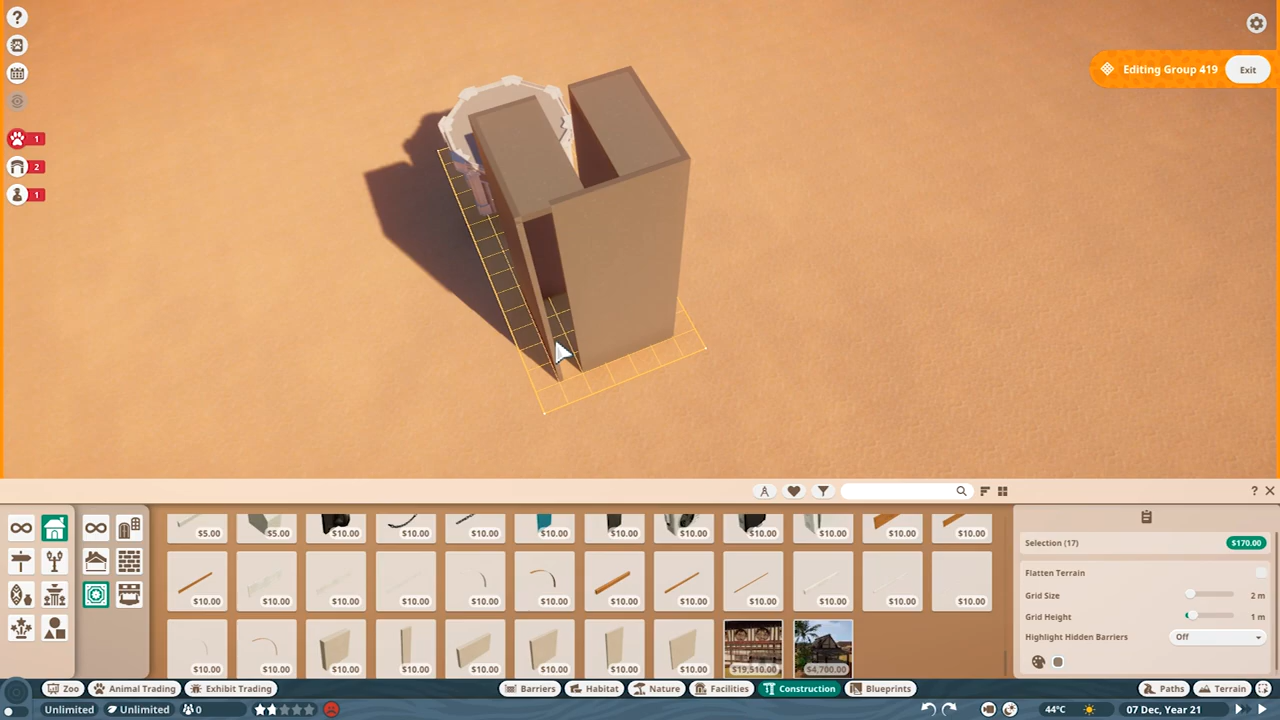 ?
Editing Group 419 Exit
1
2
1
? 
$5.00 $5.00 $10.00 $10.00 $10.00 $10.00 $10.00 $10.00 $10.00 $10.00 $10.00 $10.00
Selection (17) $170.00
Flatten Terrain
Grid Size 2 m
$10.00 $10.00 $10.00 $10.00 $10.00 $10.00 $10.00 $10.00 $10.00 $10.00 $10.00 $10.00
Grid Height 1 m
Highlight Hidden Barriers Off
$10.00 $10.00 $10.00 $10.00 $10.00 $10.00 $10.00 $10.00 $19,510.00 $4,700.00
Zoo Animal Trading Exhibit Trading Barriers Habitat Nature Facilities Construction Blueprints Paths Terrain
Unlimited Unlimited 0 44°C 07 Dec, Year 21